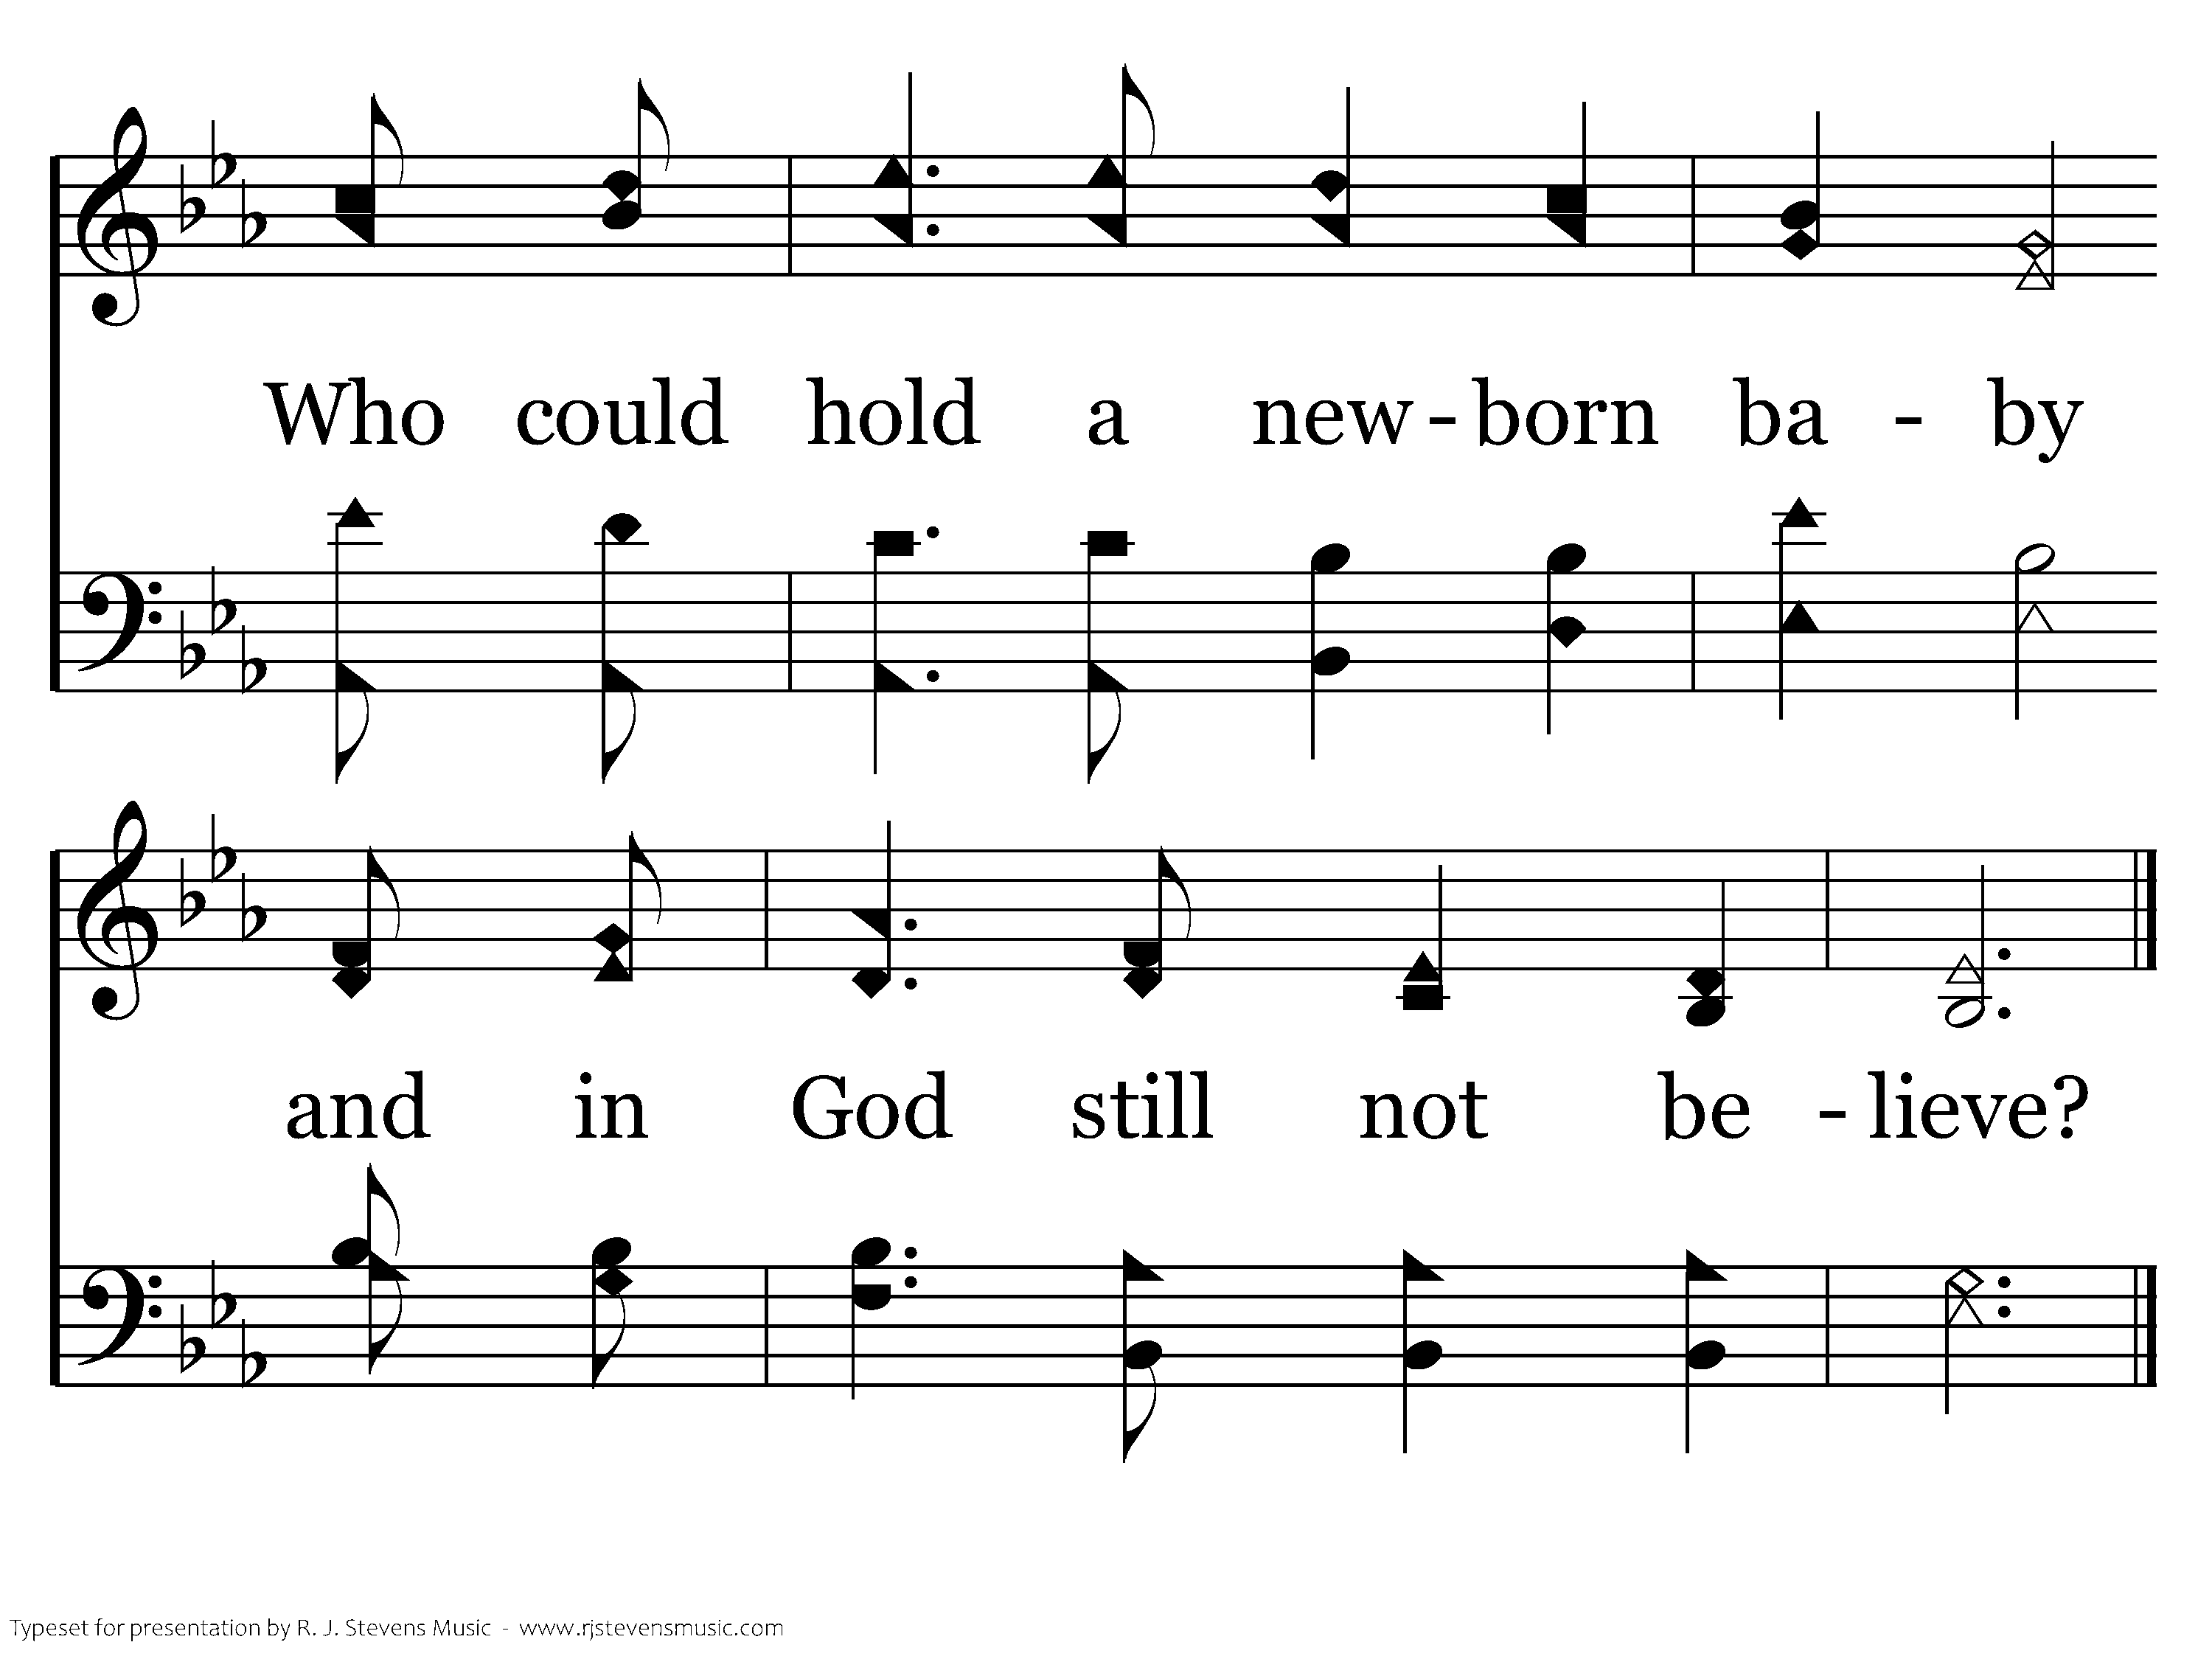 Who could hold a new - born ba - by
and in God still not be - lieve?
Typeset for presentation by R. J. Stevens Music - www.rjstevensmusic.com